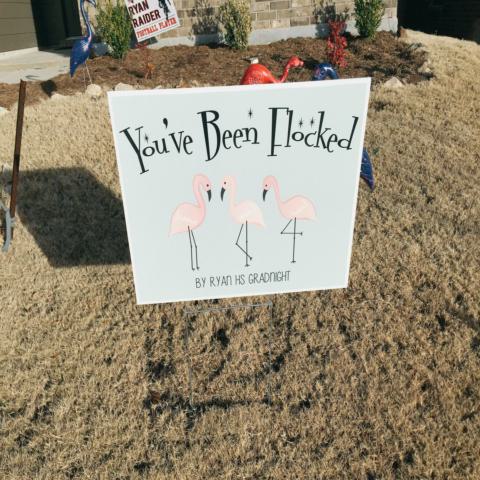 RYAN
RAIDER
FOOTBALL PLAYER
You've Been Flocked
BY RYAN HS GRADNIGHT